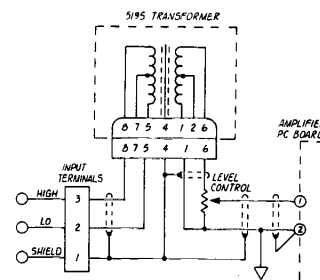 5195 TRANSFORMER
8 7 5 4 1 2 6
8 7 5 4 1 6
AMPLIFIE
PC BOARD
INPUT
TERMINALS
LEVEL
CONTROL
HIGH 3
1
LO 2
2
SHIELD 1